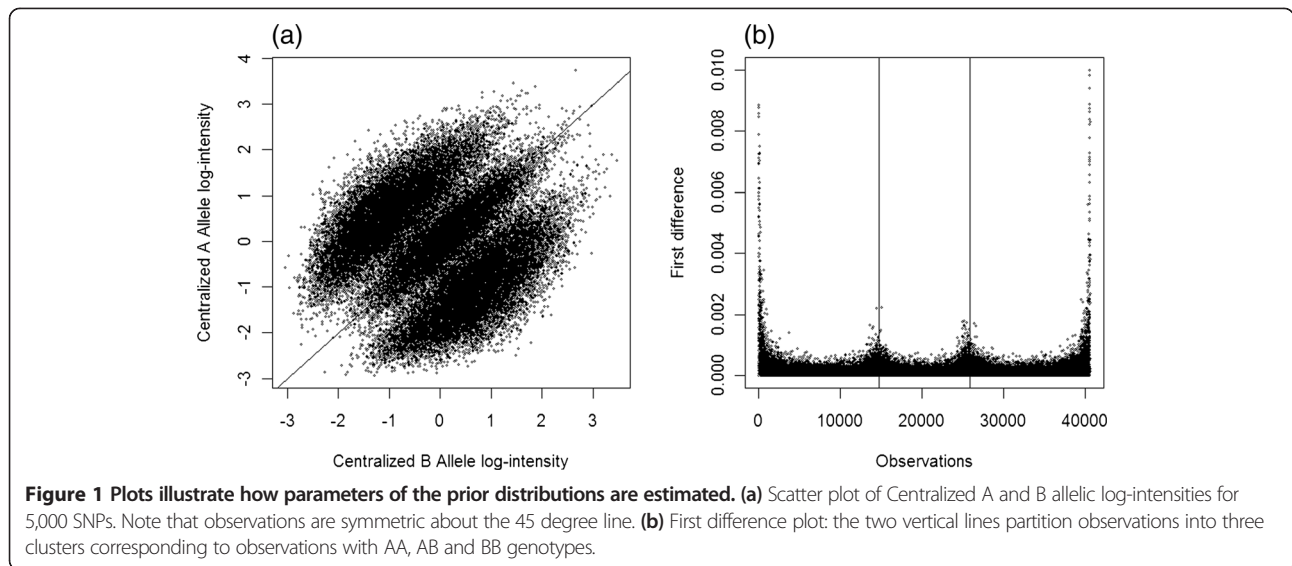 (a)
(b)
Centralized A Allele log-intensity
4
3
2
1
0
-1
-2
-3
-3 -2 -1 0 1 2 3
Centralized B Allele log-intensity
First difference
0.010
0.008
0.006
0.004
0.002
0.000
0 10000 20000 30000 40000
Observations
Figure 1 Plots illustrate how parameters of the prior distributions are estimated. (a) Scatter plot of Centralized A and B allelic log-intensities for
5,000 SNPs. Note that observations are symmetric about the 45 degree line. (b) First difference plot: the two vertical lines partition observations into three
clusters corresponding to observations with AA, AB and BB genotypes.